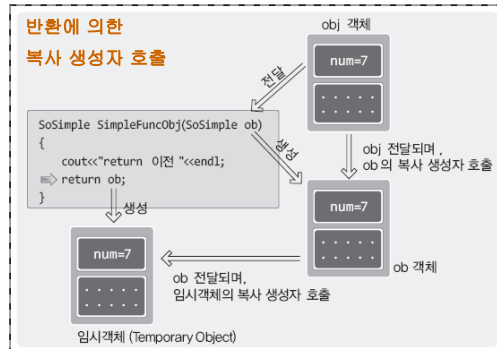 반환에 의한
복사 생성자 호출
obj 객체
num=7
전달
SoSimple SimpleFuncObj(SoSimple ob)
{
cout<<"return 이전 "<<endl;
return ob;
}
생성
obj 전달되며,
ob의 복사 생성자 호출
생성
num=7
ob 객체
num=7
ob 전달되며,
임시객체의 복사 생성자 호출
임시객체 (Temporary Object)